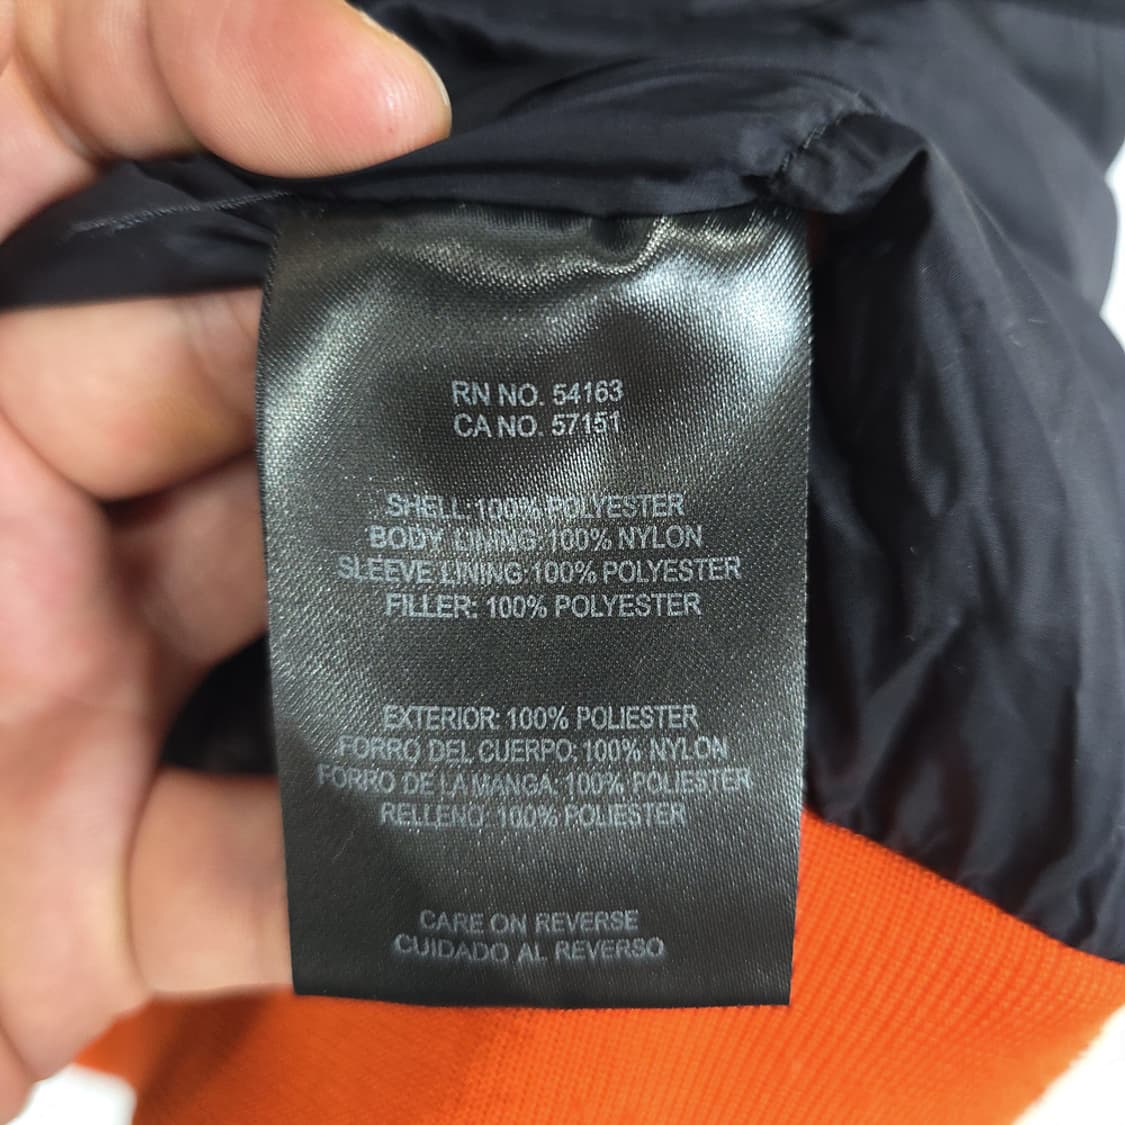 RN NO. 54163
CA NO. 57151
SHELL:100% POLYESTER
BODY LINING:100% NYLON
SLEEVE LINING:100% POLYESTER
FILLER: 100% POLYESTER
EXTERIOR: 100% POLIESTER
FORRO DEL CUERPO: 100% NYLON
FORRO DE LA MANGA: 100% POLIESTER
RELLENO: 100% POLIESTER
CARE ON REVERSE
CUIDADO AL REVERSO